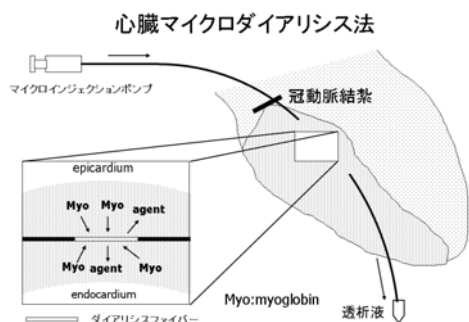 心臓マイクロダイアリシス法
マイクロインジェクションポンプ
冠動脈結紮
epicardium
Myo Myo agent
Myo agent Myo
endocardium
Myo:myoglobin
ダイアリシスファイバー
透析液